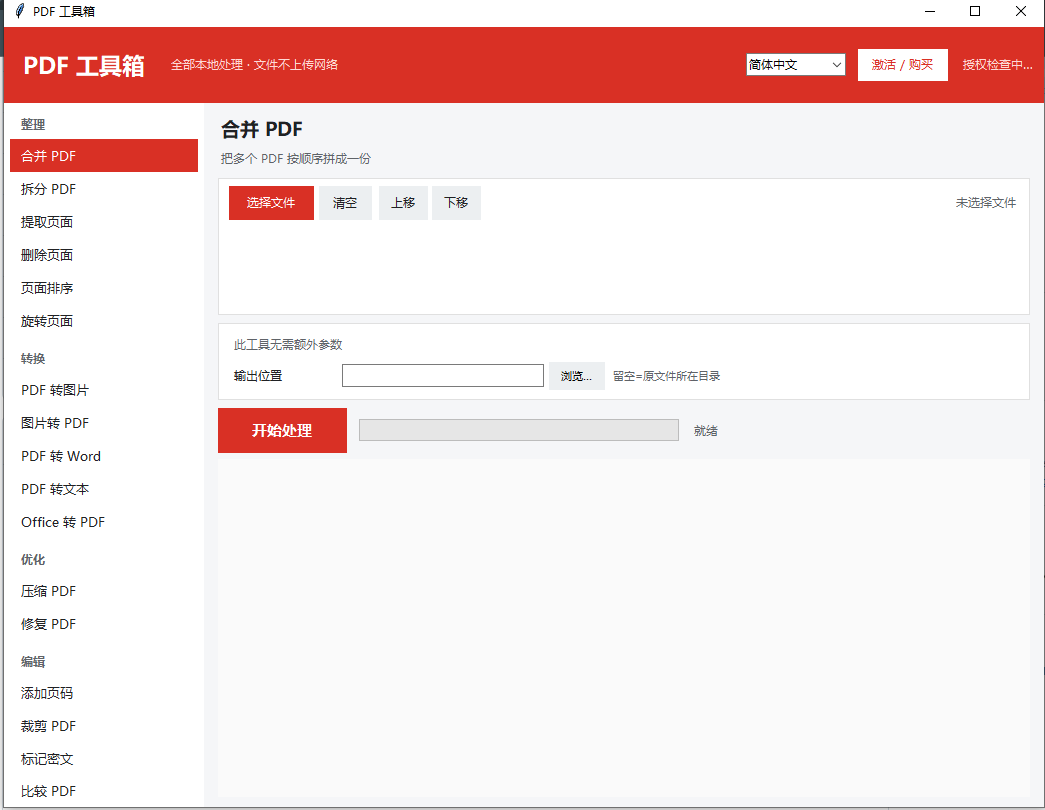 PDF 工具箱
PDF 工具箱
全部本地处理 · 文件不上传网络
简体中文
激活 / 购买
授权检查中...
整理
合并 PDF
拆分 PDF
提取页面
删除页面
页面排序
旋转页面
转换
PDF 转图片
图片转 PDF
PDF 转 Word
PDF 转文本
Office 转 PDF
优化
压缩 PDF
修复 PDF
编辑
添加页码
裁剪 PDF
标记密文
比较 PDF
合并 PDF
把多个 PDF 按顺序拼成一份
选择文件
清空
上移
下移
未选择文件
此工具无需额外参数
输出位置
浏览...
留空=原文件所在目录
开始处理
就绪